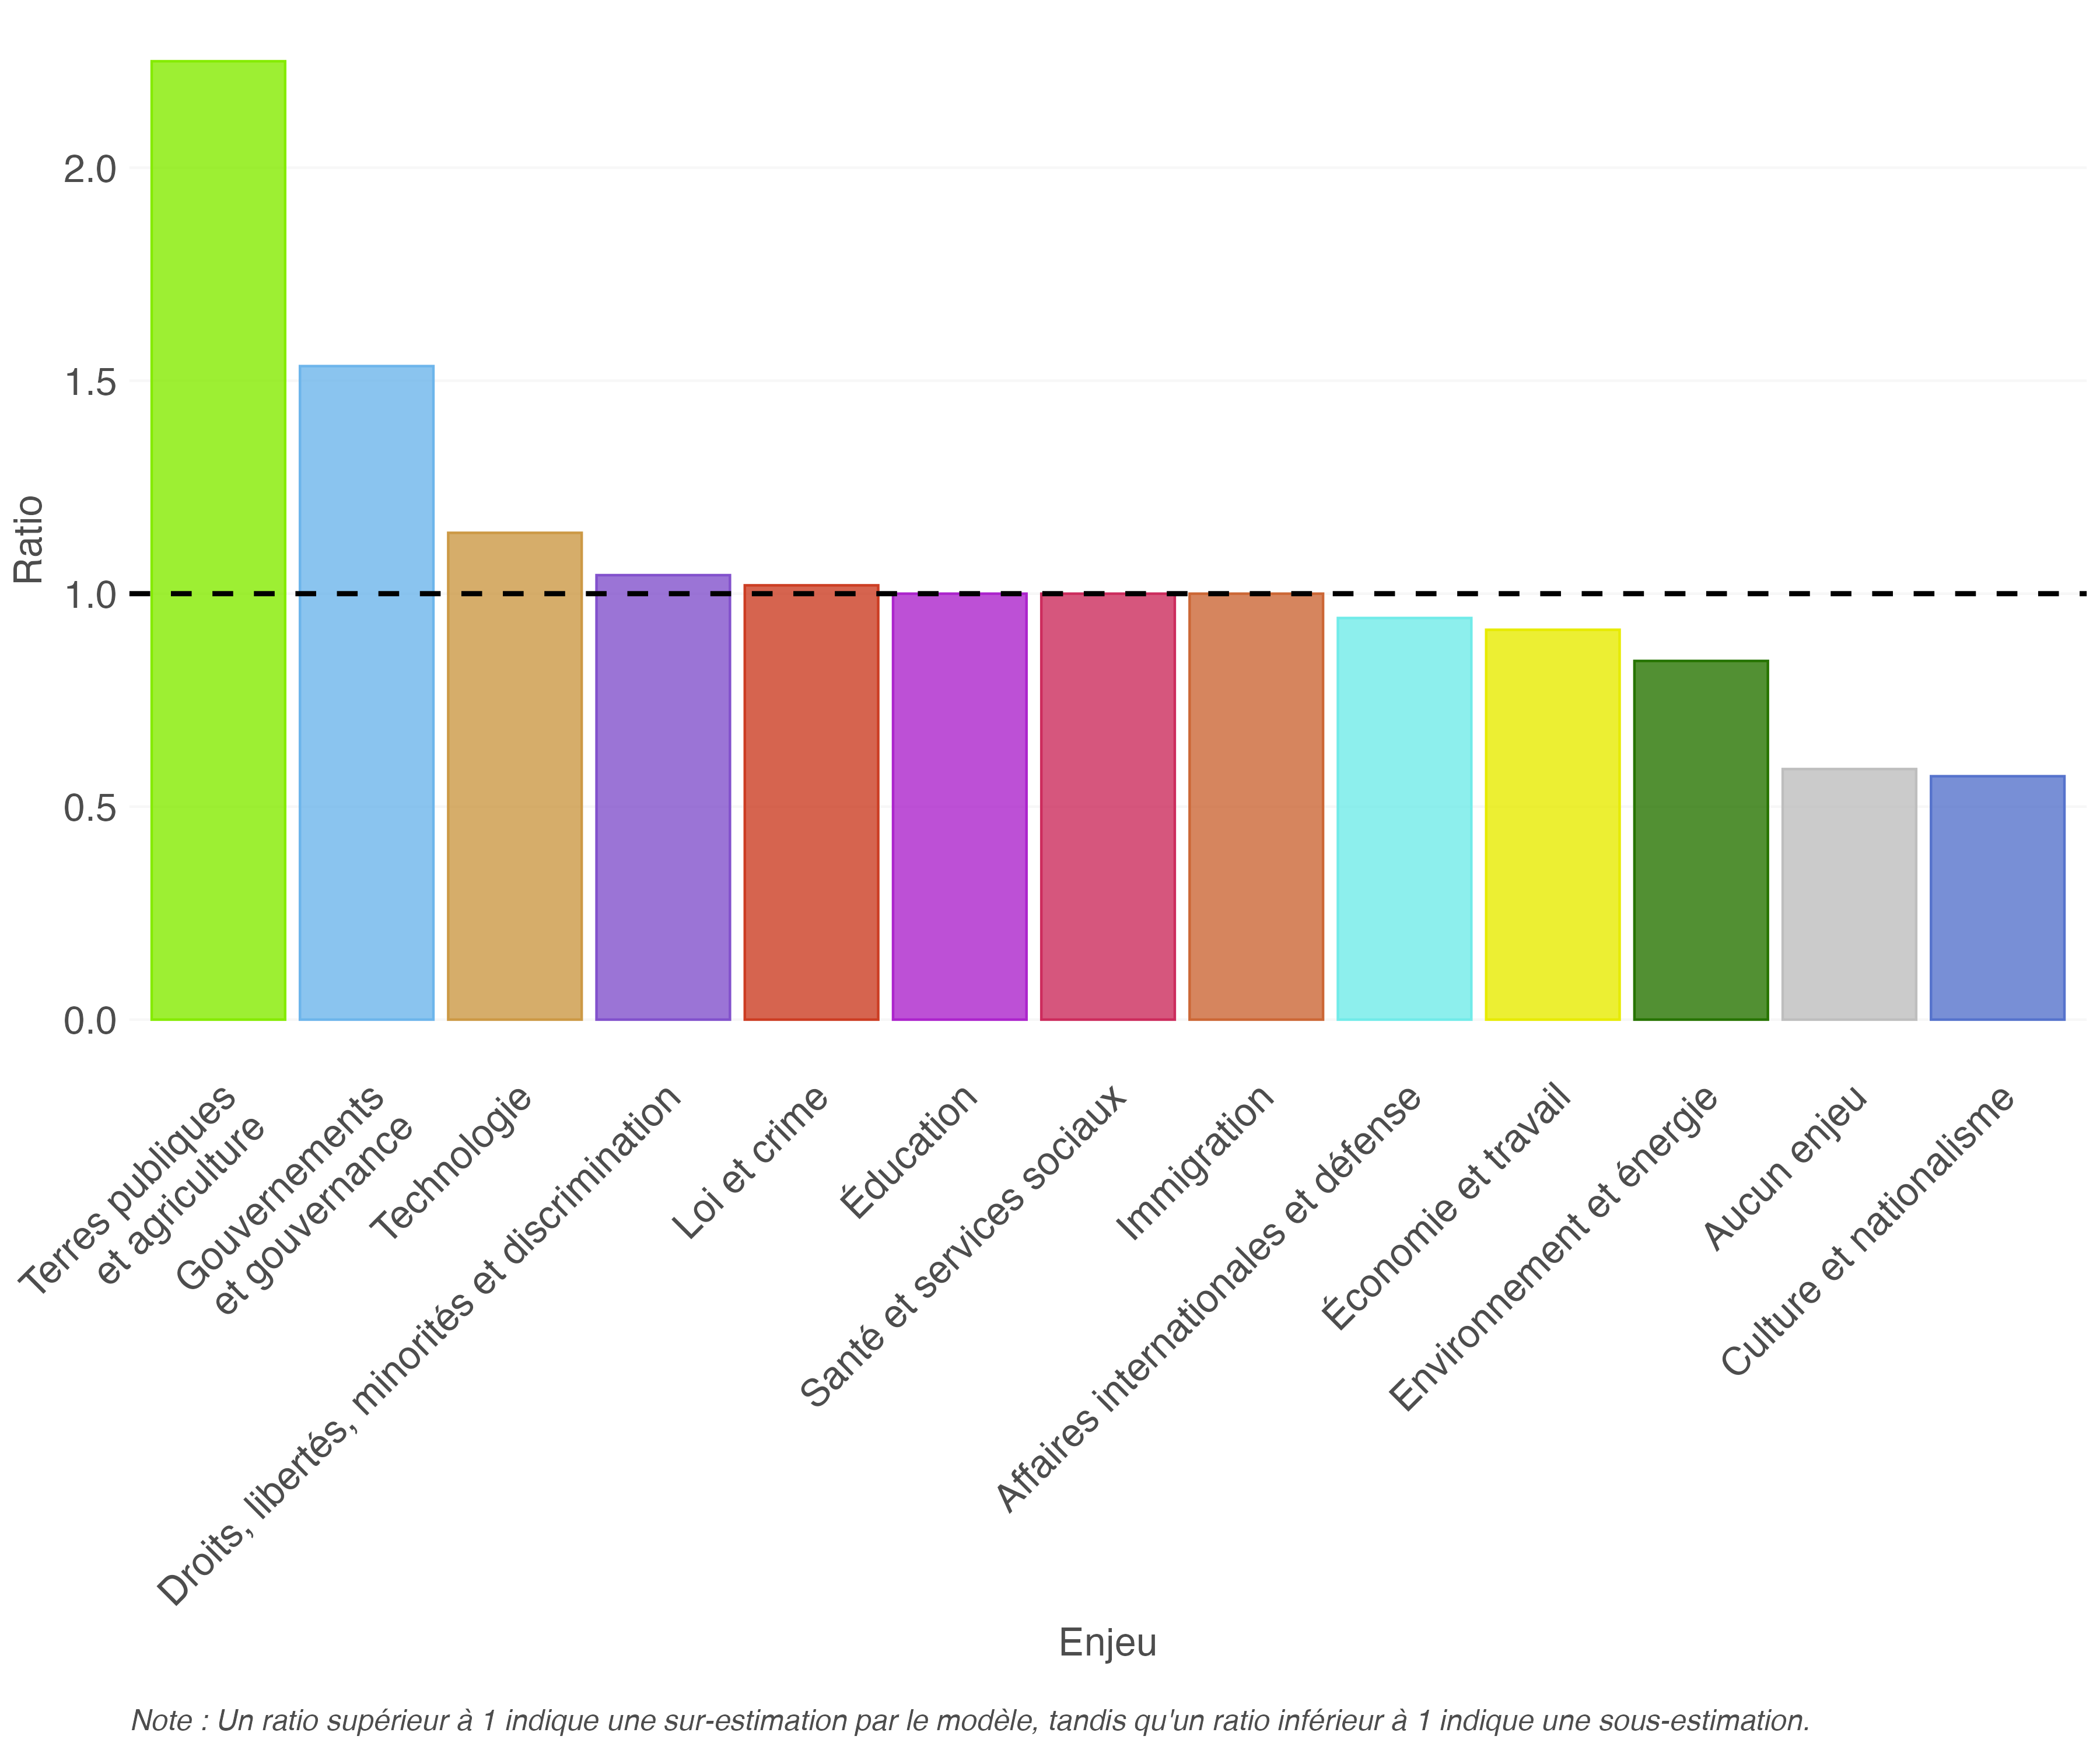 Ratio
2.0
1.5
1.0
0.5
0.0
Terres publiques
et agriculture
Gouvernements
et gouvernance
Technologie
Droits, libertés, minorités et discrimination
Loi et crime
Éducation
Santé et services sociaux
Immigration
Affaires internationales et défense
Économie et travail
Environnement et énergie
Aucun enjeu
Culture et nationalisme
Enjeu
Note : Un ratio supérieur à 1 indique une sur-estimation par le modèle, tandis qu'un ratio inférieur à 1 indique une sous-estimation.